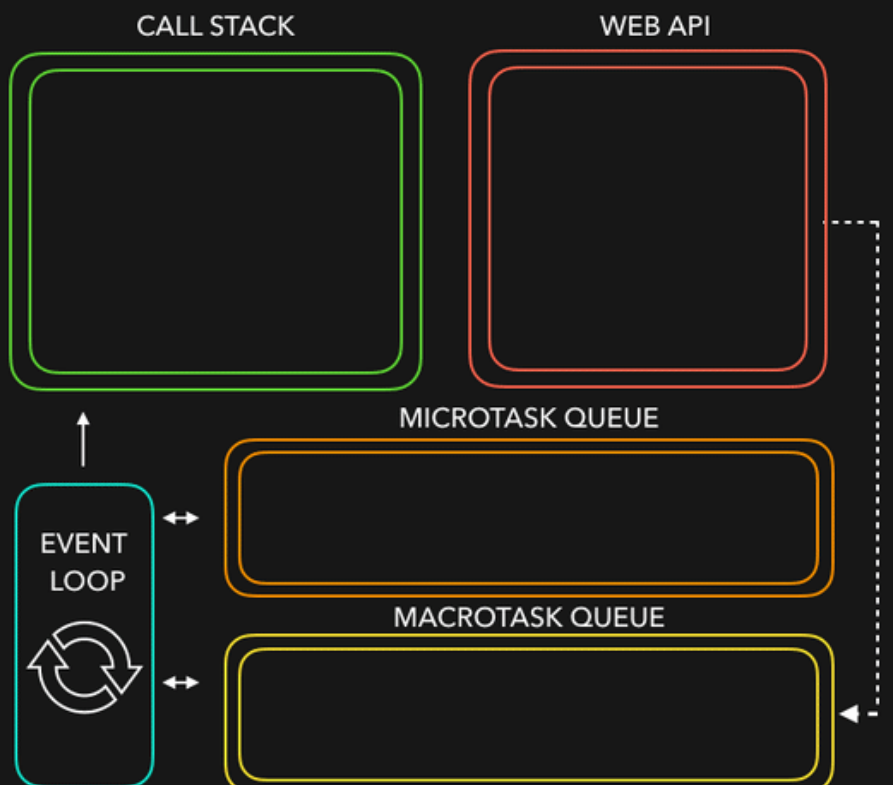 CALL STACK
WEB API
MICROTASK QUEUE
EVENT
LOOP
MACROTASK QUEUE